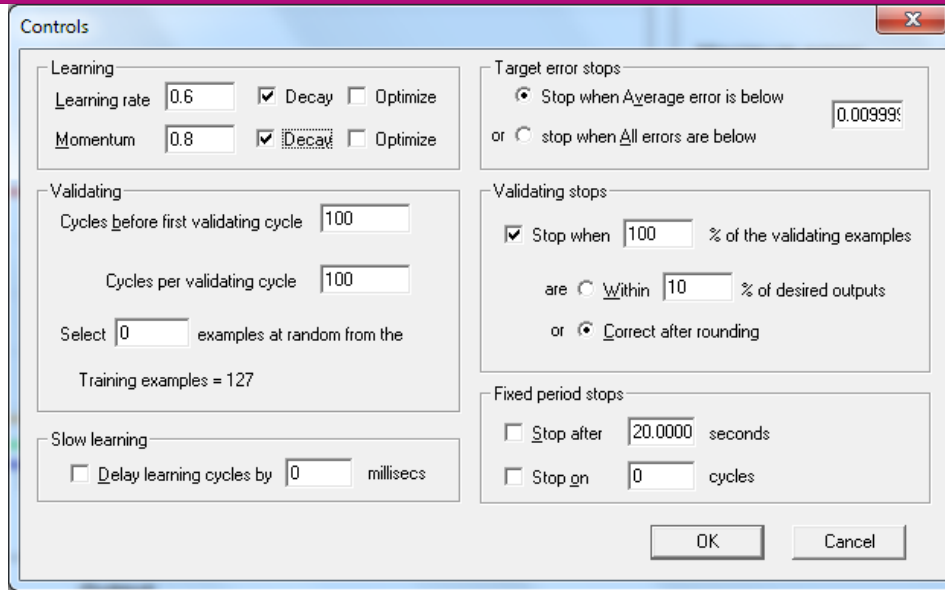 Controls
Learning
Learning rate 0.6 Decay Optimize
Momentum 0.8 Decay Optimize
Validating
Cycles before first validating cycle 100
Cycles per validating cycle 100
Select 0 examples at random from the
Training examples = 127
Slow learning
Delay learning cycles by 0 millisecs
Target error stops
Stop when Average error is below
0.009999
or stop when All errors are below
Validating stops
Stop when 100 % of the validating examples
are Within 10 % of desired outputs
or Correct after rounding
Fixed period stops
Stop after 20.0000 seconds
Stop on 0 cycles
OK Cancel